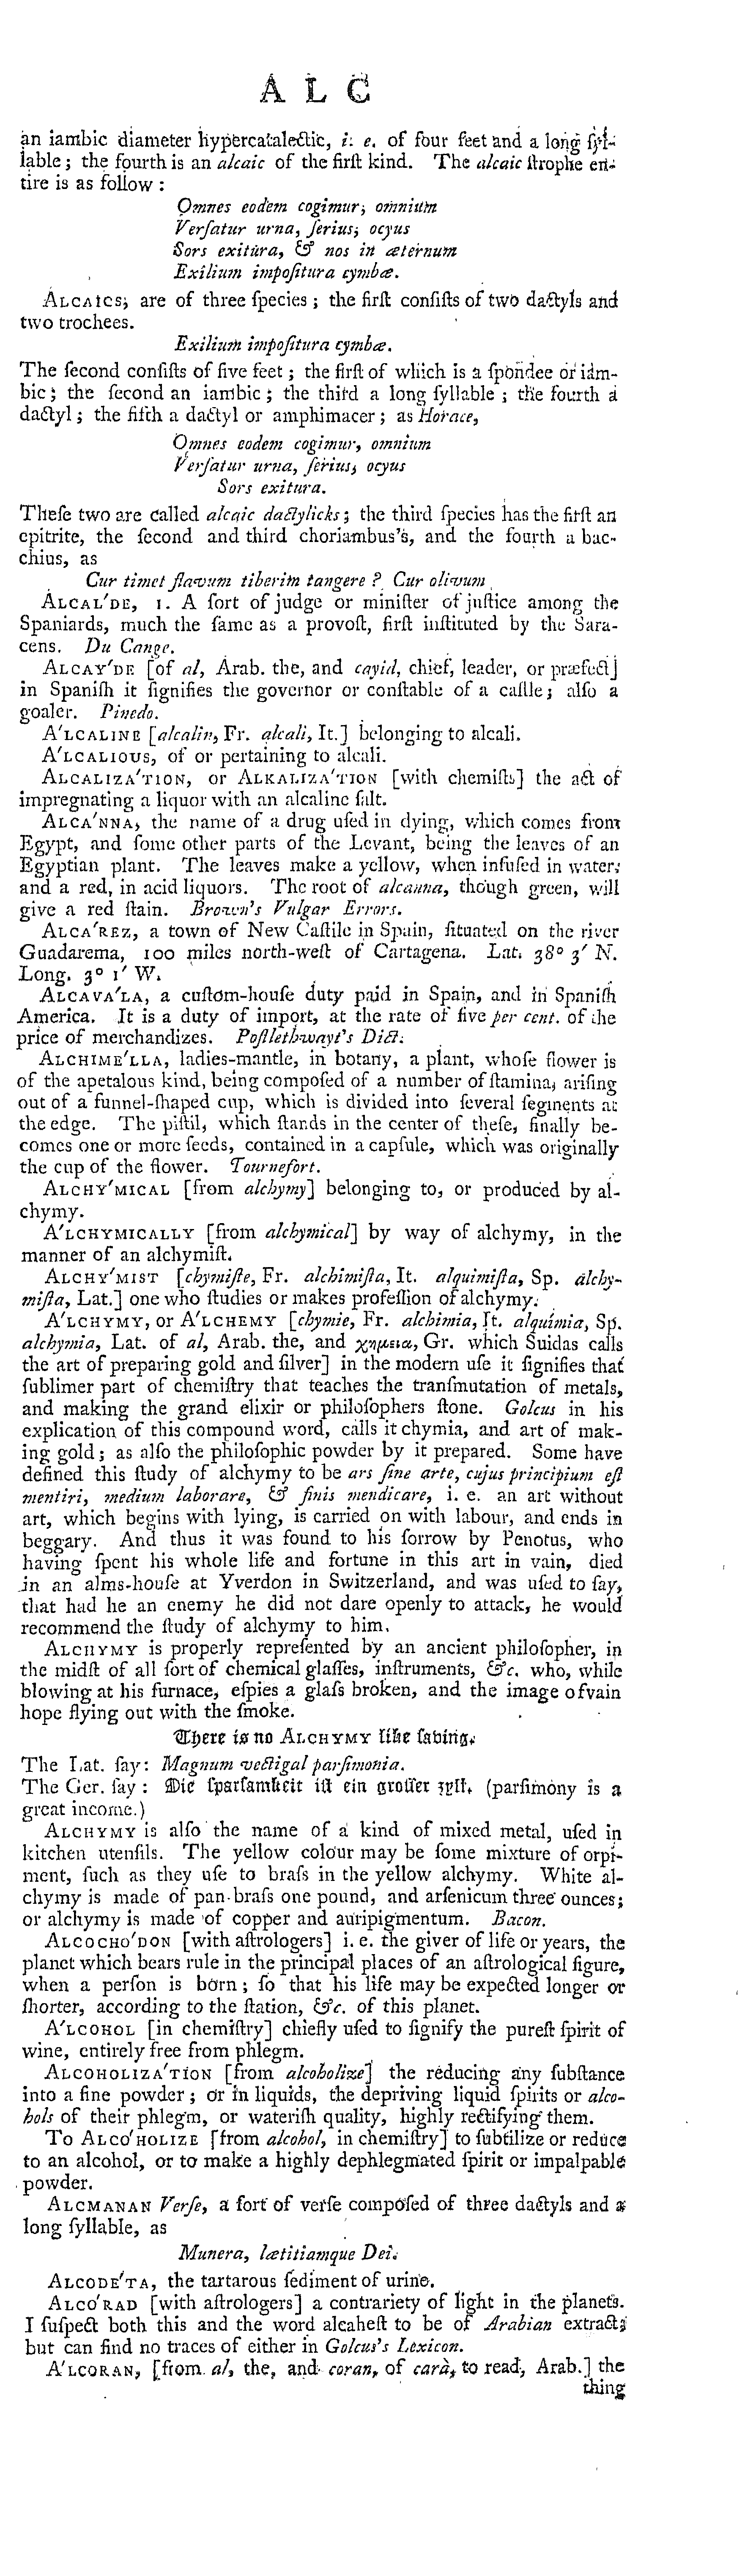 A L C
an iambic diameter hypercatalectic, i. e. of four feet and a long ſyl-
lable; the fourth is an alcaic of the firſt kind. The alcaic ſtrophe en-
tire is as follow:
Omnes eodem cogimur; omnium
Verſatur urna, ſerius, ocyus
Sors exitura, & nos in æternum
Exilium impoſitura cymbæ.
ALCAICS, are of three ſpecies; the firſt conſiſts of two dactyls and
two trochees.
Exilium impoſitura cymbæ.
The ſecond conſiſts of five feet; the firſt of which is a ſpondee or iam-
bic; the ſecond an iambic; the third a long ſyllable; the fourth a
dactyl; the fifth a dactyl or amphimacer; as Horace,
Omnes eodem cogimur, omnium
Verſatur urna, ſerius, ocyus
Sors exitura.
Theſe two are called alcaic dactylicks; the third ſpecies has the firſt an
epitrite, the ſecond and third choriambus's, and the fourth a bac-
chius, as
Cur timet flavum tiberim tangere? Cur olivum
ALCAL'DE, 1. A ſort of judge or miniſter of juſtice among the
Spaniards, much the ſame as a provoſt, firſt inſtituted by the Sara-
cens. Du Cange.
ALCAY'DE [of al, Arab. the, and cayid, chief, leader, or præfect]
in Spaniſh it ſignifies the governor or conſtable of a caſtle; alſo a
goaler. Pinedo.
A'LCALINE [alcalin, Fr. alcali, It.] belonging to alcali.
A'LCALIOUS, of or pertaining to alcali.
ALCALIZA'TION, or ALKALIZA'TION [with chemiſts] the act of
impregnating a liquor with an alcaline ſalt.
ALCA'NNA, the name of a drug uſed in dying, which comes from
Egypt, and ſome other parts of the Levant, being the leaves of an
Egyptian plant. The leaves make a yellow, when infuſed in water;
and a red, in acid liquors. The root of alcanna, though green, will
give a red ſtain. Brown's Vulgar Errors.
ALCA'REZ, a town of New Caſtile in Spain, ſituated on the river
Guadarema, 100 miles north-weſt of Cartagena. Lat. 38° 3′ N.
Long. 3° 1′ W.
ALCAVA'LA, a cuſtom-houſe duty paid in Spain, and in Spaniſh
America. It is a duty of import, at the rate of five per cent. of the
price of merchandizes. Poſtlethwayt's Dict.
ALCHIME'LLA, ladies-mantle, in botany, a plant, whoſe flower is
of the apetalous kind, being compoſed of a number of ſtamina, ariſing
out of a funnel-ſhaped cup, which is divided into ſeveral ſegments at
the edge. The piſtil, which ſtands in the center of theſe, finally be-
comes one or more ſeeds, contained in a capſule, which was originally
the cup of the flower. Tournefort.
ALCHY'MICAL [from alchymy] belonging to, or produced by al-
chymy.
A'LCHYMICALLY [from alchymical] by way of alchymy, in the
manner of an alchymiſt.
ALCHY'MIST [chymiſte, Fr. alchimiſta, It. alquimiſta, Sp. alchy-
miſta, Lat.] one who ſtudies or makes profeſſion of alchymy.
A'LCHYMY, or A'LCHEMY [chymie, Fr. alchimia, It. alquimia, Sp.
alchymia, Lat. of al, Arab. the, and χημεια, Gr. which Suidas calls
the art of preparing gold and ſilver] in the modern uſe it ſignifies that
ſublimer part of chemiſtry that teaches the tranſmutation of metals,
and making the grand elixir or philoſophers ſtone. Golcus in his
explication of this compound word, calls it chymia, and art of mak-
ing gold; as alſo the philoſophic powder by it prepared. Some have
defined this ſtudy of alchymy to be ars ſine arte, cujus principium eſt
mentiri, medium laborare, & finis mendicare, i. e. an art without
art, which begins with lying, is carried on with labour, and ends in
beggary. And thus it was found to his ſorrow by Penotus, who
having ſpent his whole life and fortune in this art in vain, died
in an alms-houſe at Yverdon in Switzerland, and was uſed to ſay,
that had he an enemy he did not dare openly to attack, he would
recommend the ſtudy of alchymy to him.
ALCHYMY is properly repreſented by an ancient philoſopher, in
the midſt of all ſort of chemical glaſſes, inſtruments, &c. who, while
blowing at his furnace, eſpies a glaſs broken, and the image of vain
hope flying out with the ſmoke.
There is no ALCHYMY like ſaving.
The Lat. ſay: Magnum vectigal parſimonia.
The Ger. ſay: Die ſparſamkeit iſt ein groſſer zoll. (parſimony is a
great income.)
ALCHYMY is alſo the name of a kind of mixed metal, uſed in
kitchen utenſils. The yellow colour may be ſome mixture of orpi-
ment, ſuch as they uſe to braſs in the yellow alchymy. White al-
chymy is made of pan-braſs one pound, and arſenicum three ounces;
or alchymy is made of copper and auripigmentum. Bacon.
ALCOCHO'DON [with aſtrologers] i. e. the giver of life or years, the
planet which bears rule in the principal places of an aſtrological figure,
when a perſon is born; ſo that his life may be expected longer or
ſhorter, according to the ſtation, &c. of this planet.
A'LCOHOL [in chemiſtry] chiefly uſed to ſignify the pureſt ſpirit of
wine, entirely free from phlegm.
ALCOHOLIZA'TION [from alcoholize] the reducing any ſubſtance
into a fine powder; or in liquids, the depriving liquid ſpirits or alco-
hols of their phlegm, or wateriſh quality, highly rectifying them.
To ALCO'HOLIZE [from alcohol, in chemiſtry] to ſubtilize or reduce
to an alcohol, or to make a highly dephlegmated ſpirit or impalpable
powder.
ALCMANAN Verſe, a ſort of verſe compoſed of three dactyls and a
long ſyllable, as
Munera, lætitiamque Dei.
ALCODE'TA, the tartarous ſediment of urine.
ALCO'RAD [with aſtrologers] a contrariety of light in the planets.
I ſuſpect both this and the word alcaheſt to be of Arabian extract;
but can find no traces of either in Golcus's Lexicon.
A'LCORAN, [from al, the, and coran, of cara, to read, Arab.] the
thing